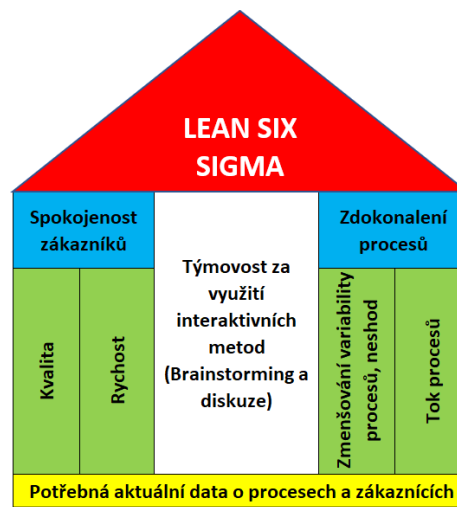 LEAN SIX
SIGMA
Spokojenost
zákazníků
Zdokonalení
procesů
Týmovost za
využití
interaktivních
metod
(Brainstorming a
diskuze)
Kvalita
Rychost
Zmenšování variability
procesů, neshod
Tok procesů
Potřebná aktuální data o procesech a zákaznících